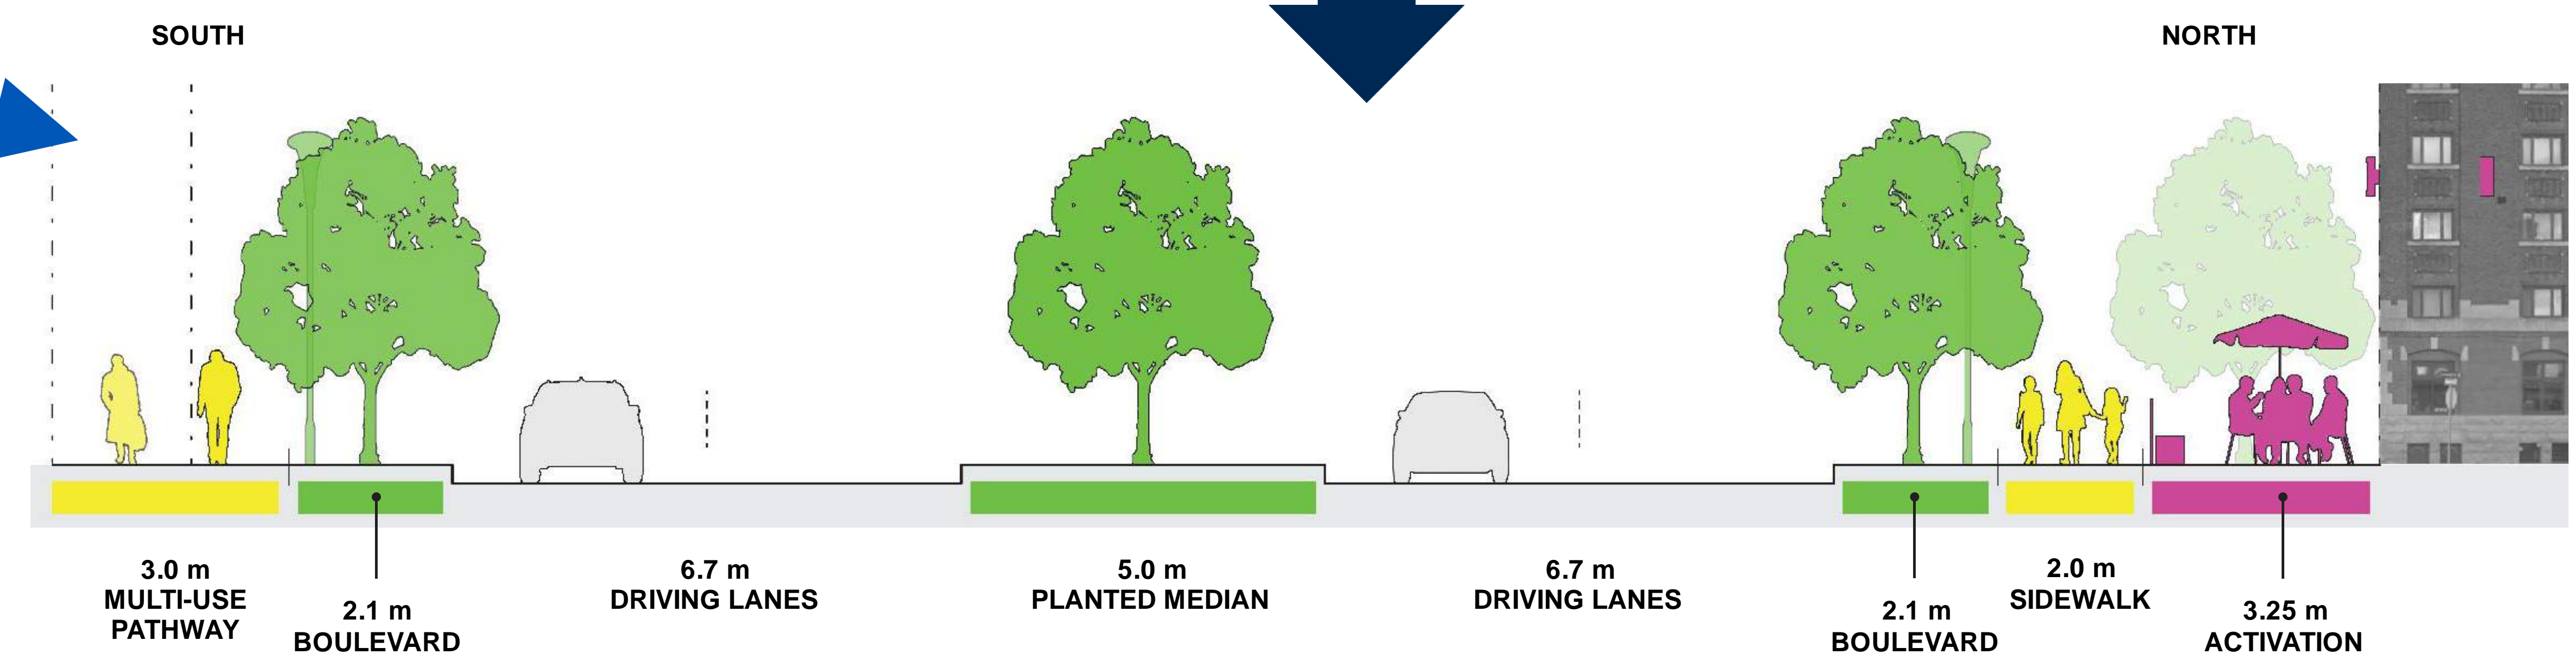 SOUTH
NORTH
3.0 m
MULTI-USE
PATHWAY
2.1 m
BOULEVARD
6.7 m
DRIVING LANES
5.0 m
PLANTED MEDIAN
6.7 m
DRIVING LANES
2.1 m
BOULEVARD
2.0 m
SIDEWALK
3.25 m
ACTIVATION